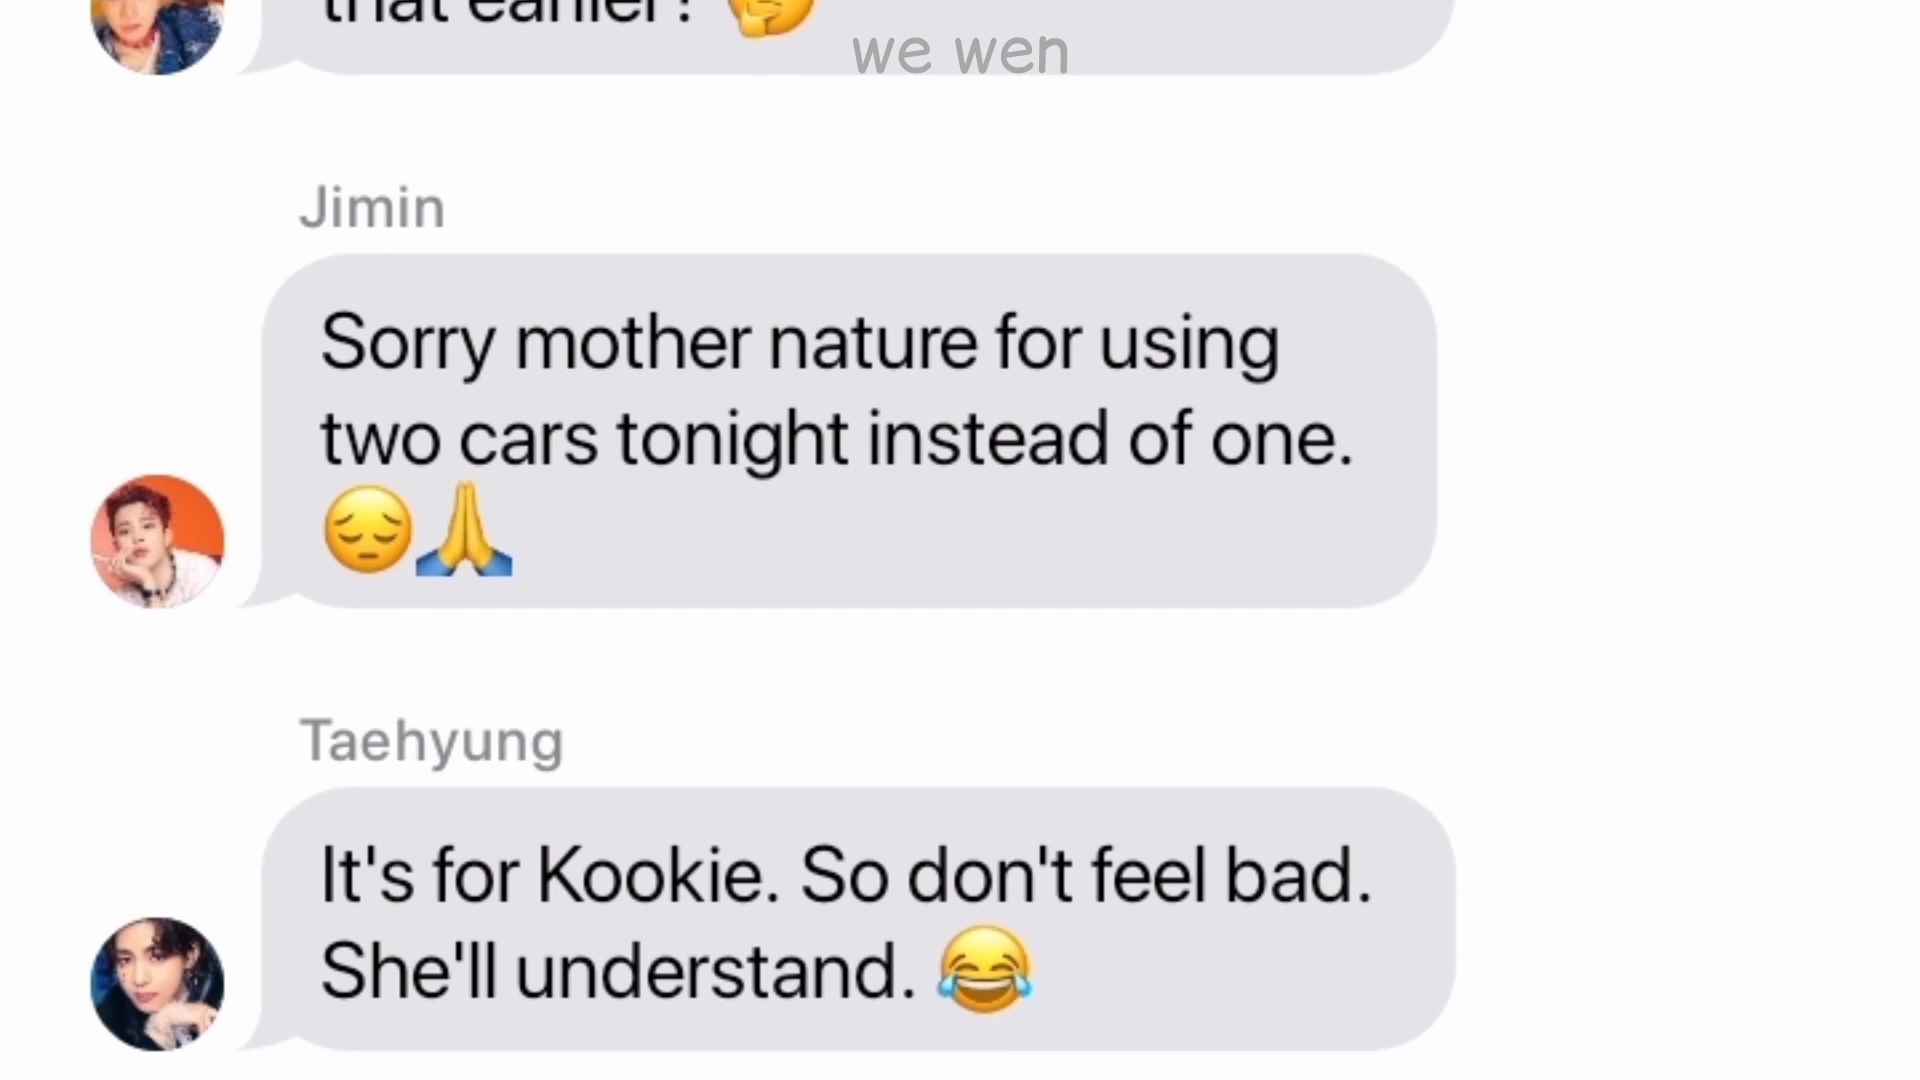 that earlier? 🤔
we wen
Jimin
Sorry mother nature for using
two cars tonight instead of one.
😔🙏
Taehyung
It's for Kookie. So don't feel bad.
She'll understand. 😂